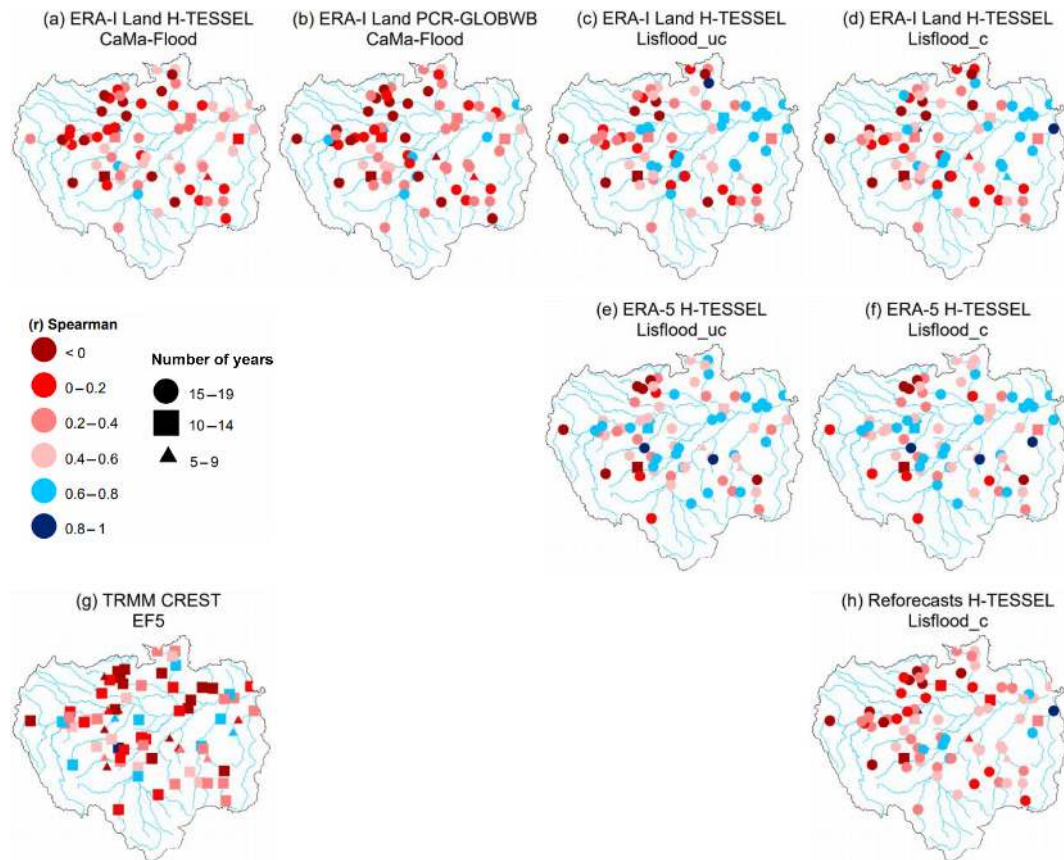 (a) ERA-I Land H-TESSEL
CaMa-Flood
(b) ERA-I Land PCR-GLOBWB
CaMa-Flood
(c) ERA-I Land H-TESSEL
Lisflood_uc
(d) ERA-I Land H-TESSEL
Lisflood_c
(r) Spearman
< 0
0–0.2
0.2–0.4
0.4–0.6
0.6–0.8
0.8–1
Number of years
15–19
10–14
5–9
(e) ERA-5 H-TESSEL
Lisflood_uc
(f) ERA-5 H-TESSEL
Lisflood_c
(g) TRMM CREST
EF5
(h) Reforecasts H-TESSEL
Lisflood_c